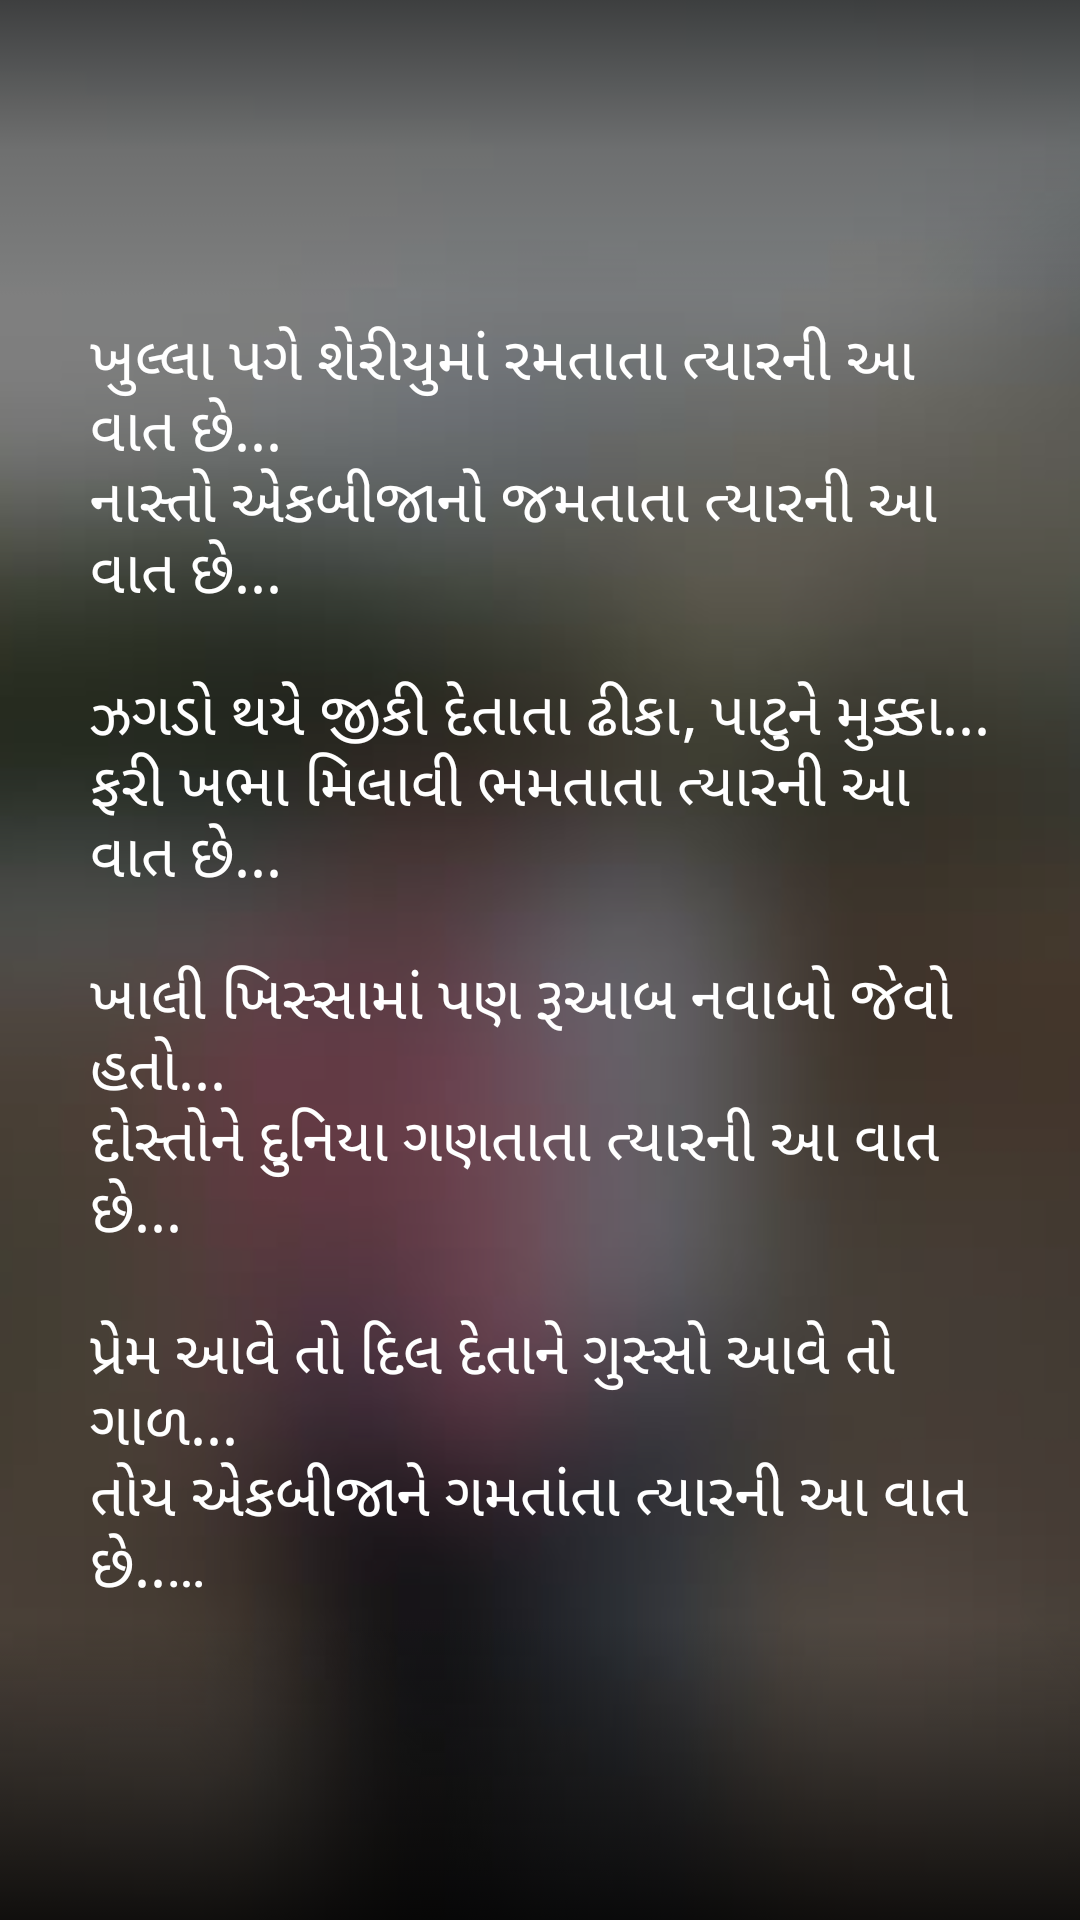 ખુલ્લા પગે શેરીયુમાં રમતાતા ત્યારની આ
વાત છે...
નાસ્તો એકબીજાનો જમતાતા ત્યારની આ
વાત છે...
ઝગડો થયે જીકી દેતાતા ઢીકા, પાટુને મુક્કા...
ફરી ખભા મિલાવી ભમતાતા ત્યારની આ
વાત છે...
ખાલી ખિસ્સામાં પણ રૂઆબ નવાબો જેવો
હતો...
દોસ્તોને દુનિયા ગણતાતા ત્યારની આ વાત
છે...
પ્રેમ આવે તો દિલ દેતાને ગુસ્સો આવે તો
ગાળ...
તોય એકબીજાને ગમતાંતા ત્યારની આ વાત
છે.....